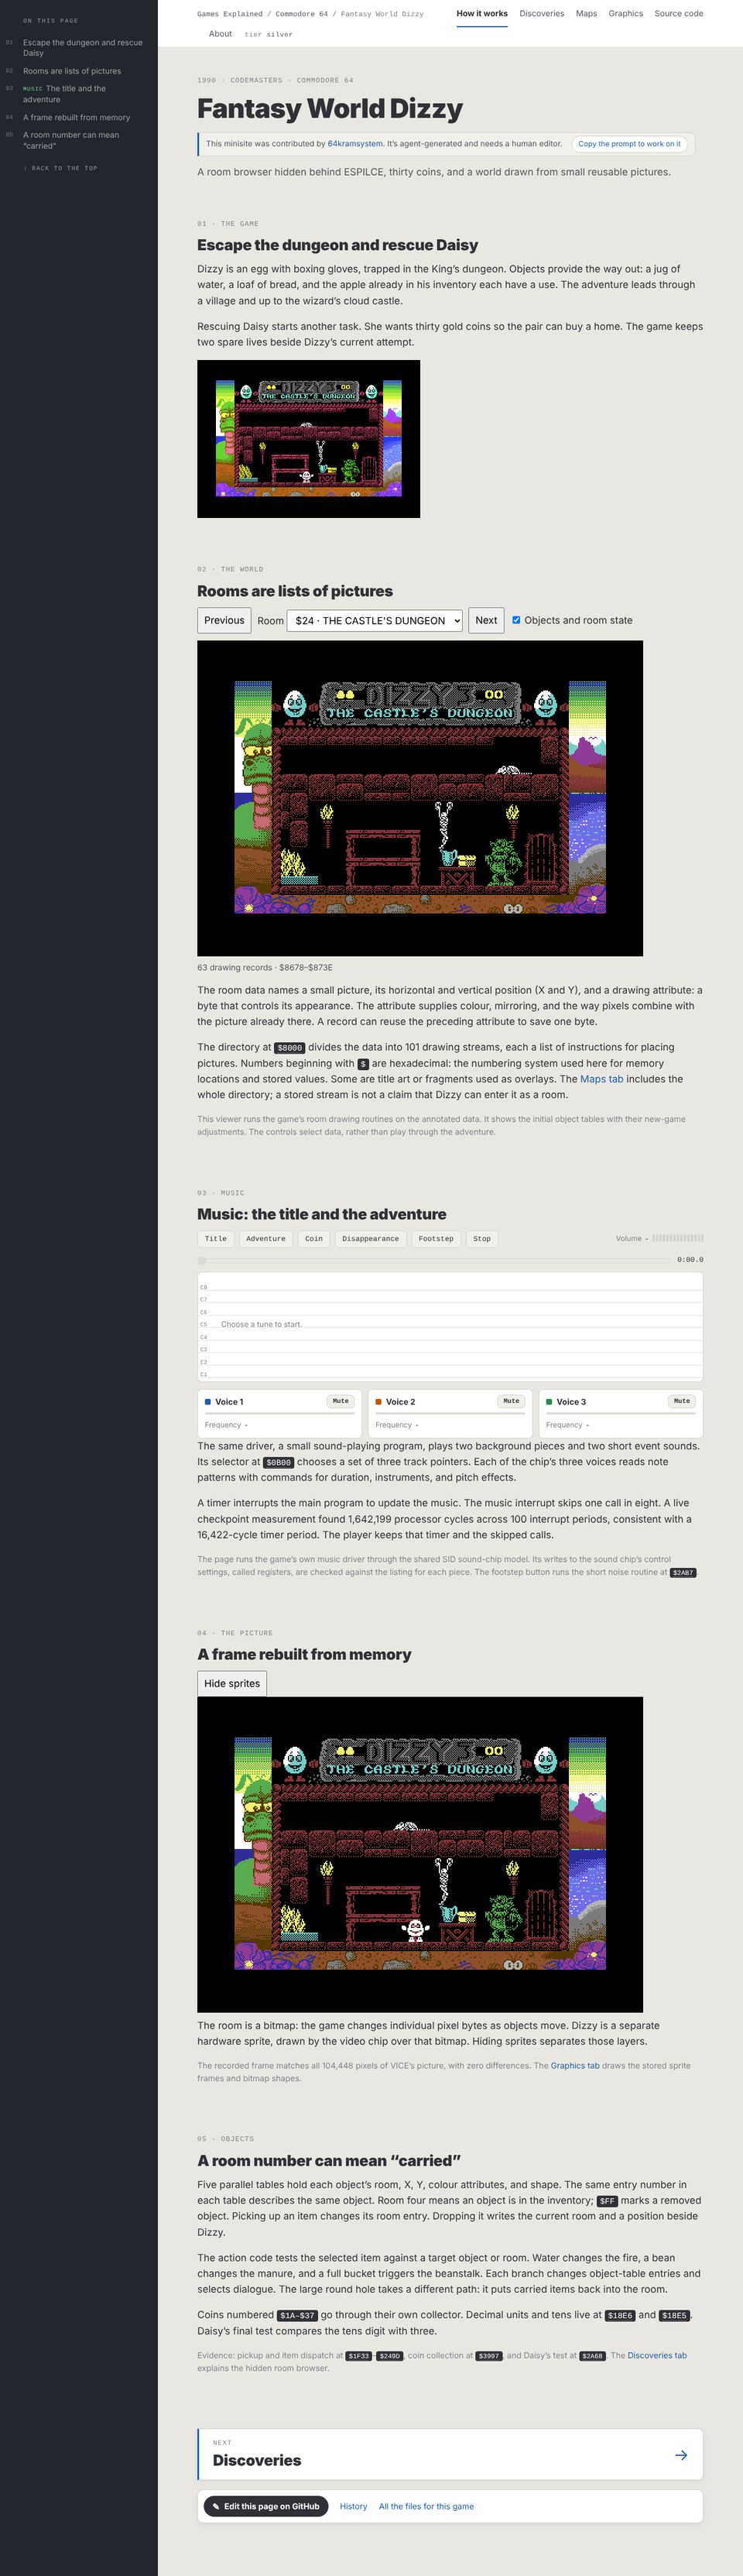 ON THIS PAGE
01 Escape the dungeon and rescue
Daisy
02 Rooms are lists of pictures
03 MUSIC The title and the
adventure
04 A frame rebuilt from memory
05 A room number can mean
“carried”
↑ BACK TO THE TOP
Games Explained / Commodore 64 / Fantasy World Dizzy
How it works Discoveries Maps Graphics Source code
About tier silver
1990 · CODEMASTERS · COMMODORE 64
Fantasy World Dizzy
This minisite was contributed by 64kramsystem. It’s agent-generated and needs a human editor. Copy the prompt to work on it
A room browser hidden behind ESPILCE, thirty coins, and a world drawn from small reusable pictures.
01 · THE GAME
Escape the dungeon and rescue Daisy
Dizzy is an egg with boxing gloves, trapped in the King’s dungeon. Objects provide the way out: a jug of
water, a loaf of bread, and the apple already in his inventory each have a use. The adventure leads through
a village and up to the wizard’s cloud castle.
Rescuing Daisy starts another task. She wants thirty gold coins so the pair can buy a home. The game keeps
two spare lives beside Dizzy’s current attempt.
DIZZY 3 00
THE CASTLE'S DUNGEON
02 · THE WORLD
Rooms are lists of pictures
Previous Room $24 · THE CASTLE'S DUNGEON Next Objects and room state
DIZZY 3 00
THE CASTLE'S DUNGEON
63 drawing records · $8678–$873E
The room data names a small picture, its horizontal and vertical position (X and Y), and a drawing attribute: a
byte that controls its appearance. The attribute supplies colour, mirroring, and the way pixels combine with
the picture already there. A record can reuse the preceding attribute to save one byte.
The directory at $8000 divides the data into 101 drawing streams, each a list of instructions for placing
pictures. Numbers beginning with $ are hexadecimal: the numbering system used here for memory
locations and stored values. Some are title art or fragments used as overlays. The Maps tab includes the
whole directory; a stored stream is not a claim that Dizzy can enter it as a room.
This viewer runs the game’s room drawing routines on the annotated data. It shows the initial object tables with their new-game
adjustments. The controls select data, rather than play through the adventure.
03 · MUSIC
Music: the title and the adventure
Title Adventure Coin Disappearance Footstep Stop Volume -
0:00.0
C8
C7
C6
C5 Choose a tune to start.
C4
C3
C2
C1
Voice 1 Mute Voice 2 Mute Voice 3 Mute
Frequency - Frequency - Frequency -
The same driver, a small sound-playing program, plays two background pieces and two short event sounds.
Its selector at $0B00 chooses a set of three track pointers. Each of the chip’s three voices reads note
patterns with commands for duration, instruments, and pitch effects.
A timer interrupts the main program to update the music. The music interrupt skips one call in eight. A live
checkpoint measurement found 1,642,199 processor cycles across 100 interrupt periods, consistent with a
16,422-cycle timer period. The player keeps that timer and the skipped calls.
The page runs the game’s own music driver through the shared SID sound-chip model. Its writes to the sound chip’s control
settings, called registers, are checked against the listing for each piece. The footstep button runs the short noise routine at $2AB7.
04 · THE PICTURE
A frame rebuilt from memory
Hide sprites
DIZZY 3 00
THE CASTLE'S DUNGEON
The room is a bitmap: the game changes individual pixel bytes as objects move. Dizzy is a separate
hardware sprite, drawn by the video chip over that bitmap. Hiding sprites separates those layers.
The recorded frame matches all 104,448 pixels of VICE’s picture, with zero differences. The Graphics tab draws the stored sprite
frames and bitmap shapes.
05 · OBJECTS
A room number can mean “carried”
Five parallel tables hold each object’s room, X, Y, colour attributes, and shape. The same entry number in
each table describes the same object. Room four means an object is in the inventory; $FF marks a removed
object. Picking up an item changes its room entry. Dropping it writes the current room and a position beside
Dizzy.
The action code tests the selected item against a target object or room. Water changes the fire, a bean
changes the manure, and a full bucket triggers the beanstalk. Each branch changes object-table entries and
selects dialogue. The large round hole takes a different path: it puts carried items back into the room.
Coins numbered $1A–$37 go through their own collector. Decimal units and tens live at $18E6 and $18E5.
Daisy’s final test compares the tens digit with three.
Evidence: pickup and item dispatch at $1F33–$249D, coin collection at $3997, and Daisy’s test at $2A68. The Discoveries tab
explains the hidden room browser.
NEXT
Discoveries →
✎ Edit this page on GitHub History All the files for this game